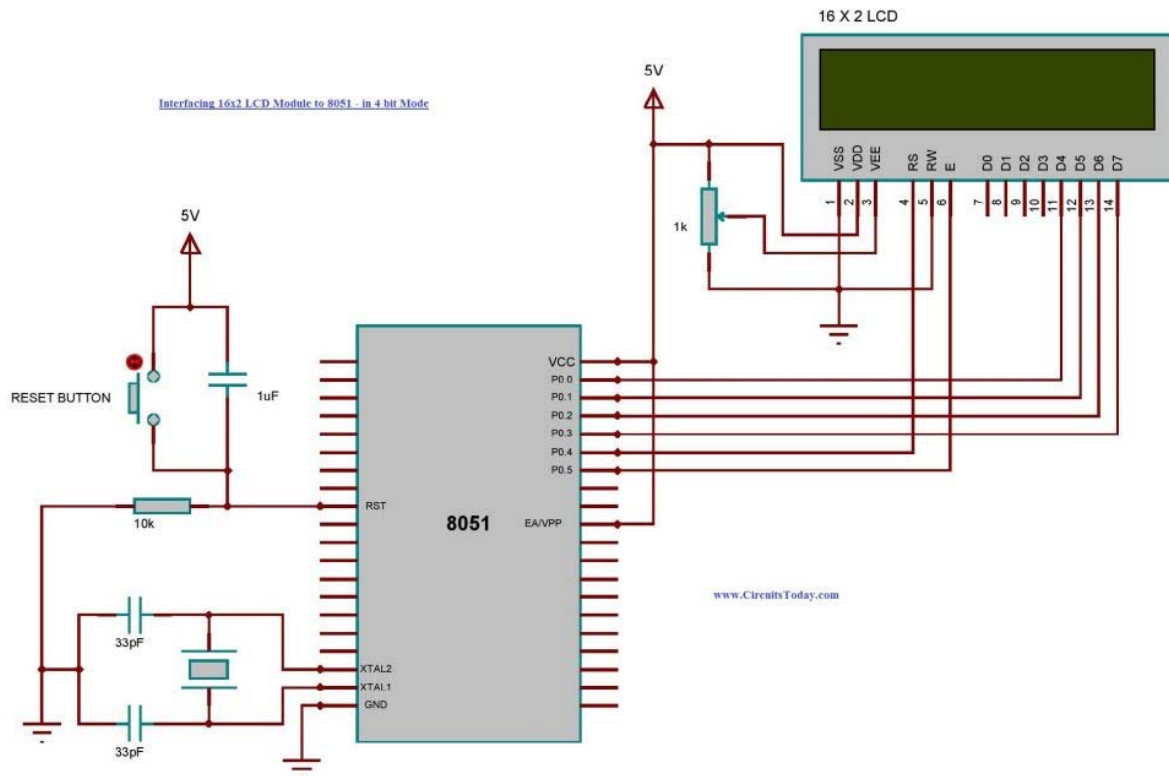 16 X 2 LCD
Interfacing 16x2 LCD Module to 8051 - in 4 bit Mode
5V
VSS VDD VEE RS RW E D0 D1 D2 D3 D4 D5 D6 D7
1 2 3 4 5 6 7 8 9 10 11 12 13 14
1k
5V
RESET BUTTON
1uF
VCC
P0.0
P0.1
P0.2
P0.3
P0.4
P0.5
RST
10k
8051
EA/VPP
www.CircuitsToday.com
33pF
XTAL2
XTAL1
GND
33pF